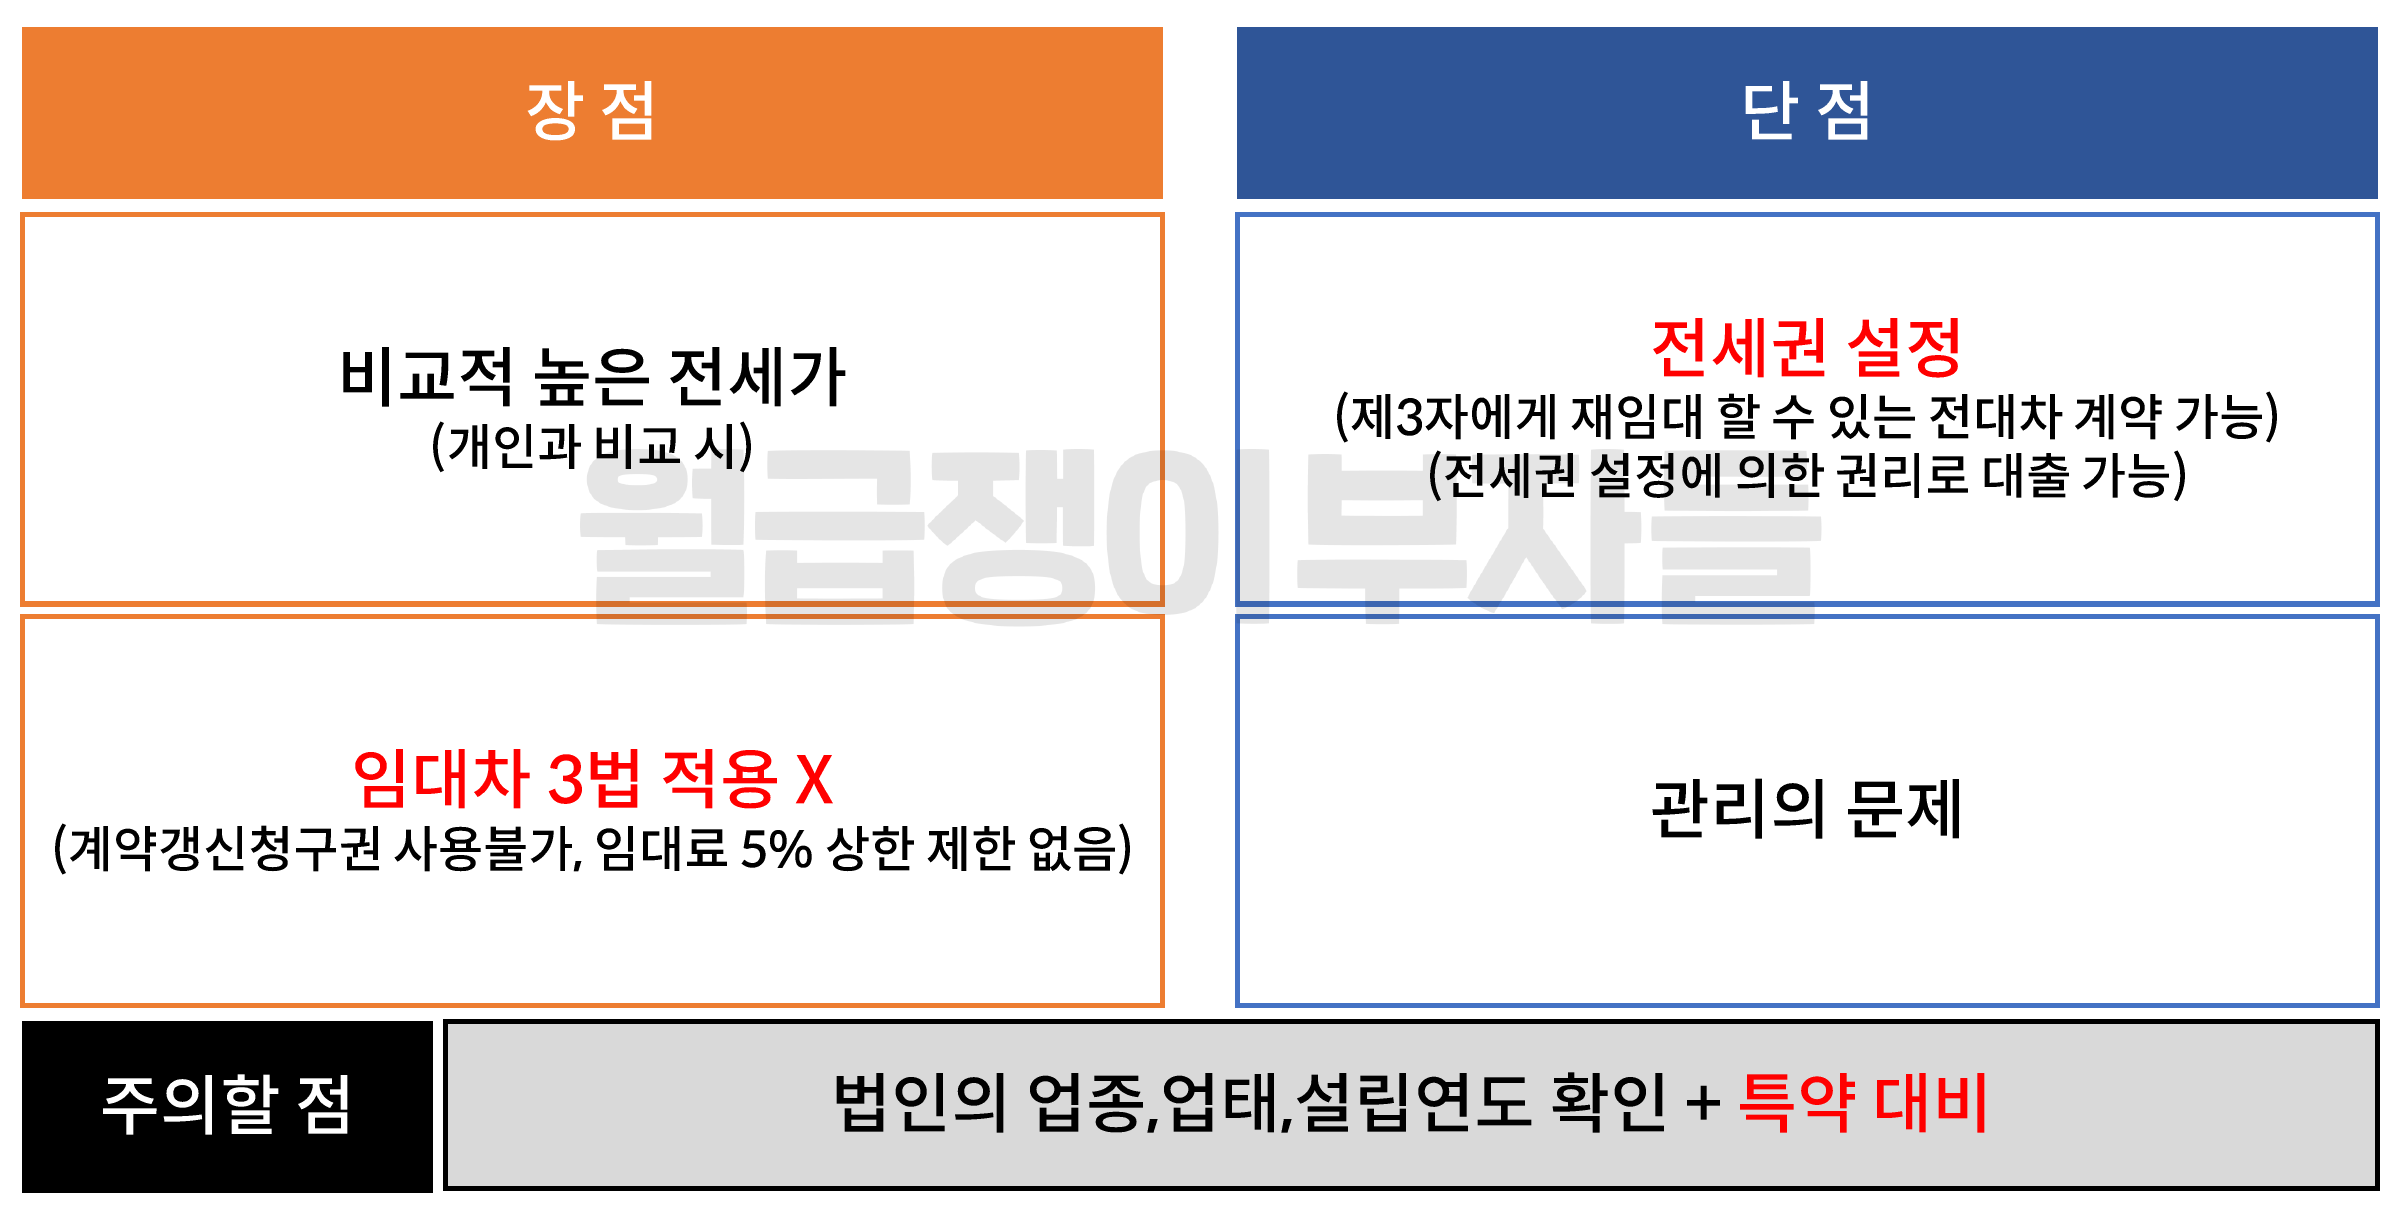 장 점
비교적 높은 전세가
(개인과 비교 시)
임대차 3법 적용 X
(계약갱신청구권 사용불가, 임대료 5% 상한 제한 없음)
단 점
전세권 설정
(제3자에게 재임대 할 수 있는 전대차 계약 가능)
(전세권 설정에 의한 권리로 대출 가능)
관리의 문제
월급쟁이부자들
주의할 점
법인의 업종,업태,설립연도 확인 + 특약 대비